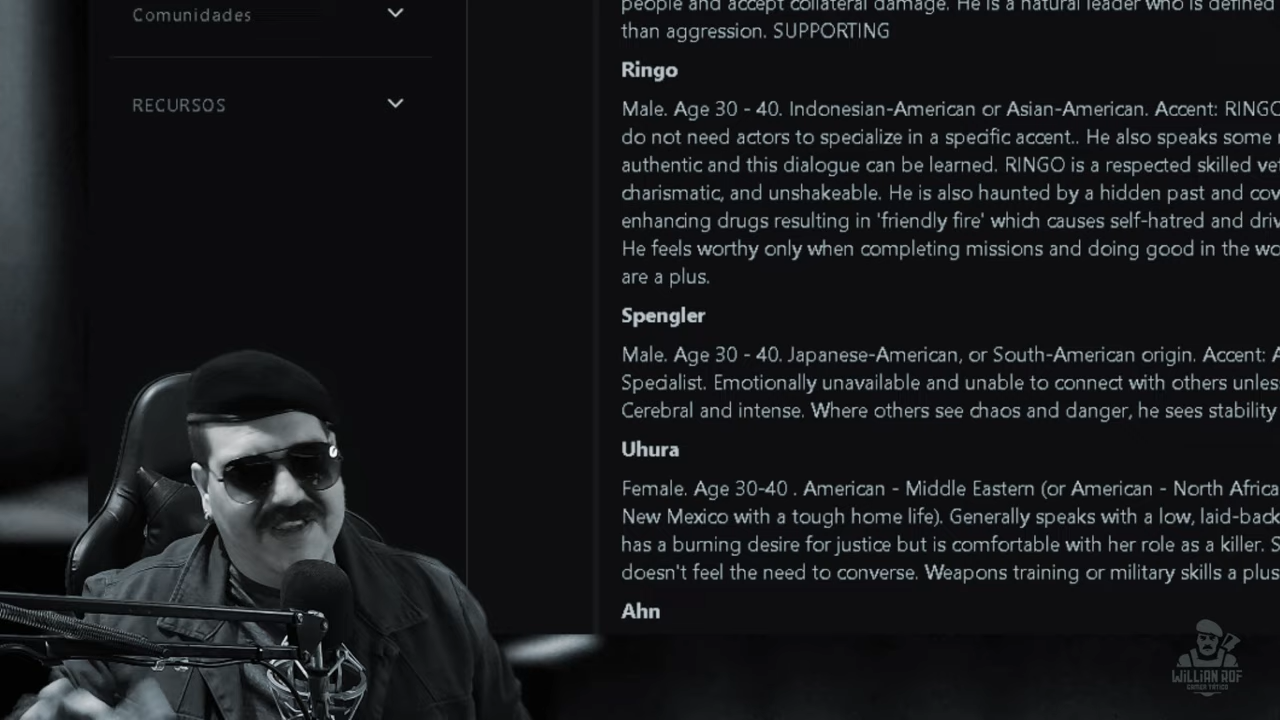 Comunidades
RECURSOS
people and accept collateral damage. He is a natural leader who is defined
than aggression. SUPPORTING
Ringo
Male. Age 30 - 40. Indonesian-American or Asian-American. Accent: RINGO
do not need actors to specialize in a specific accent.. He also speaks some
authentic and this dialogue can be learned. RINGO is a respected skilled
charismatic, and unshakeable. He is also haunted by a hidden past and
enhancing drugs resulting in 'friendly fire' which causes self-hatred and
He feels worthy only when completing missions and doing good in the
are a plus.
Spengler
Male. Age 30 - 40. Japanese-American, or South-American origin. Accent:
Specialist. Emotionally unavailable and unable to connect with others
Cerebral and intense. Where others see chaos and danger, he sees stability
Uhura
Female. Age 30-40 . American - Middle Eastern (or American - North
New Mexico with a tough home life). Generally speaks with a low,
has a burning desire for justice but is comfortable with her role as a killer.
doesn't feel the need to converse. Weapons training or military skills a plus
Ahn
WILLIAN ROF
GAMER TATICO